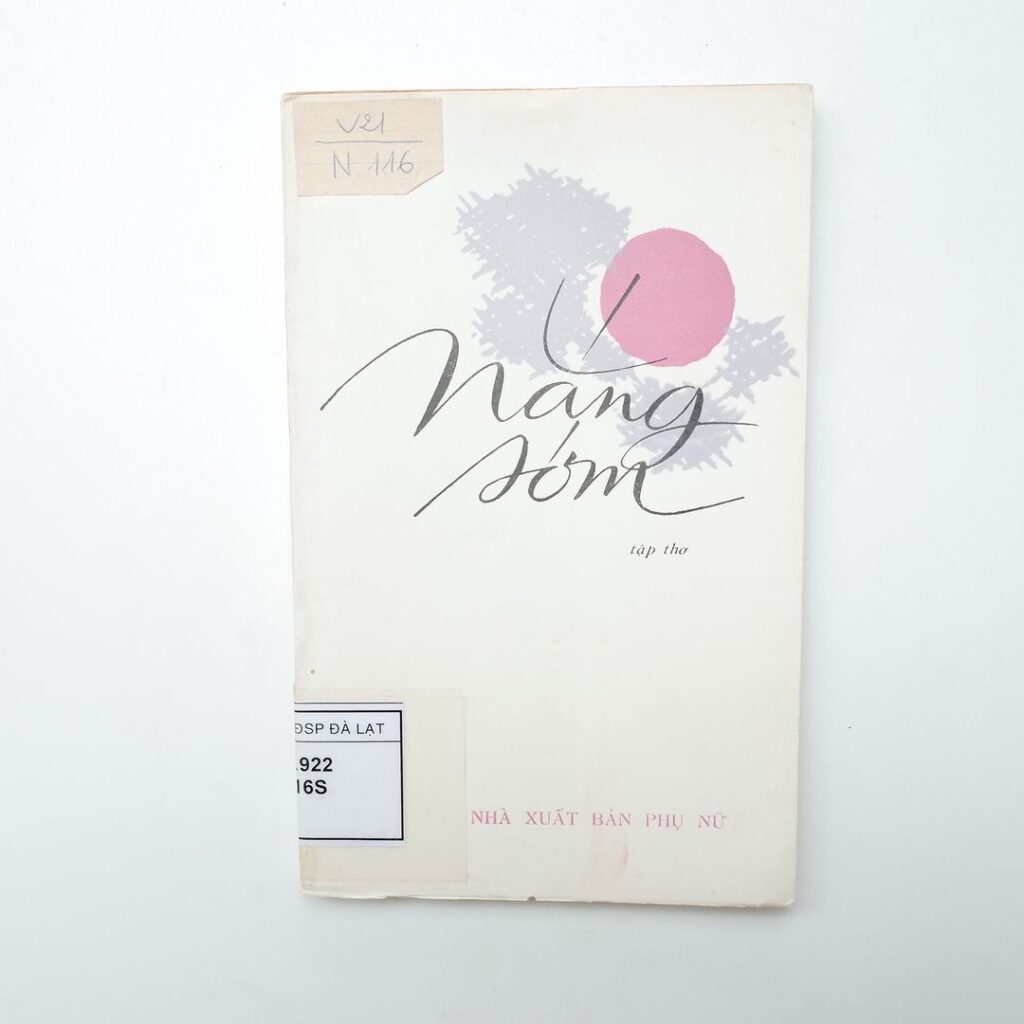 V21
N.116
Nắng
sớm
tập thơ
ĐSP ĐÀ LẠT
.922
16S
NHÀ XUẤT BẢN PHỤ NỮ